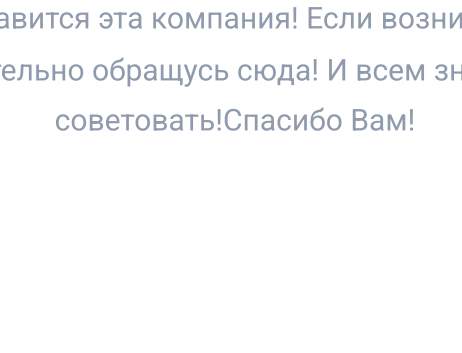 авится эта компания! Если возни
тельно обращусь сюда! И всем зн
советовать!Спасибо Вам!